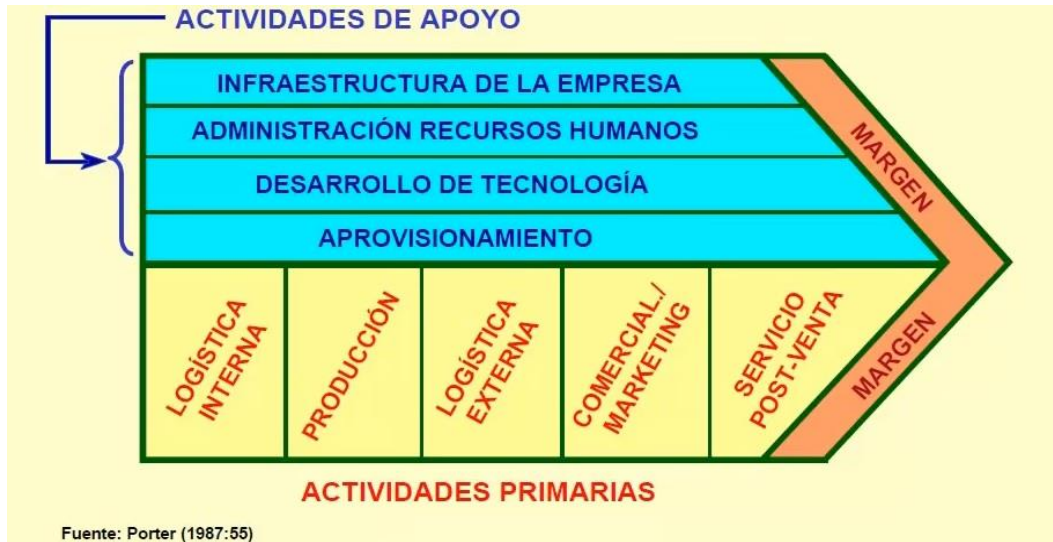 ACTIVIDADES DE APOYO
INFRAESTRUCTURA DE LA EMPRESA
ADMINISTRACIÓN RECURSOS HUMANOS
DESARROLLO DE TECNOLOGÍA
APROVISIONAMIENTO
MARGEN
LOGÍSTICA
INTERNA
PRODUCCIÓN
LOGÍSTICA
EXTERNA
COMERCIAL./
MARKETING
SERVICIO
POST-VENTA
MARGEN
ACTIVIDADES PRIMARIAS
Fuente: Porter (1987:55)